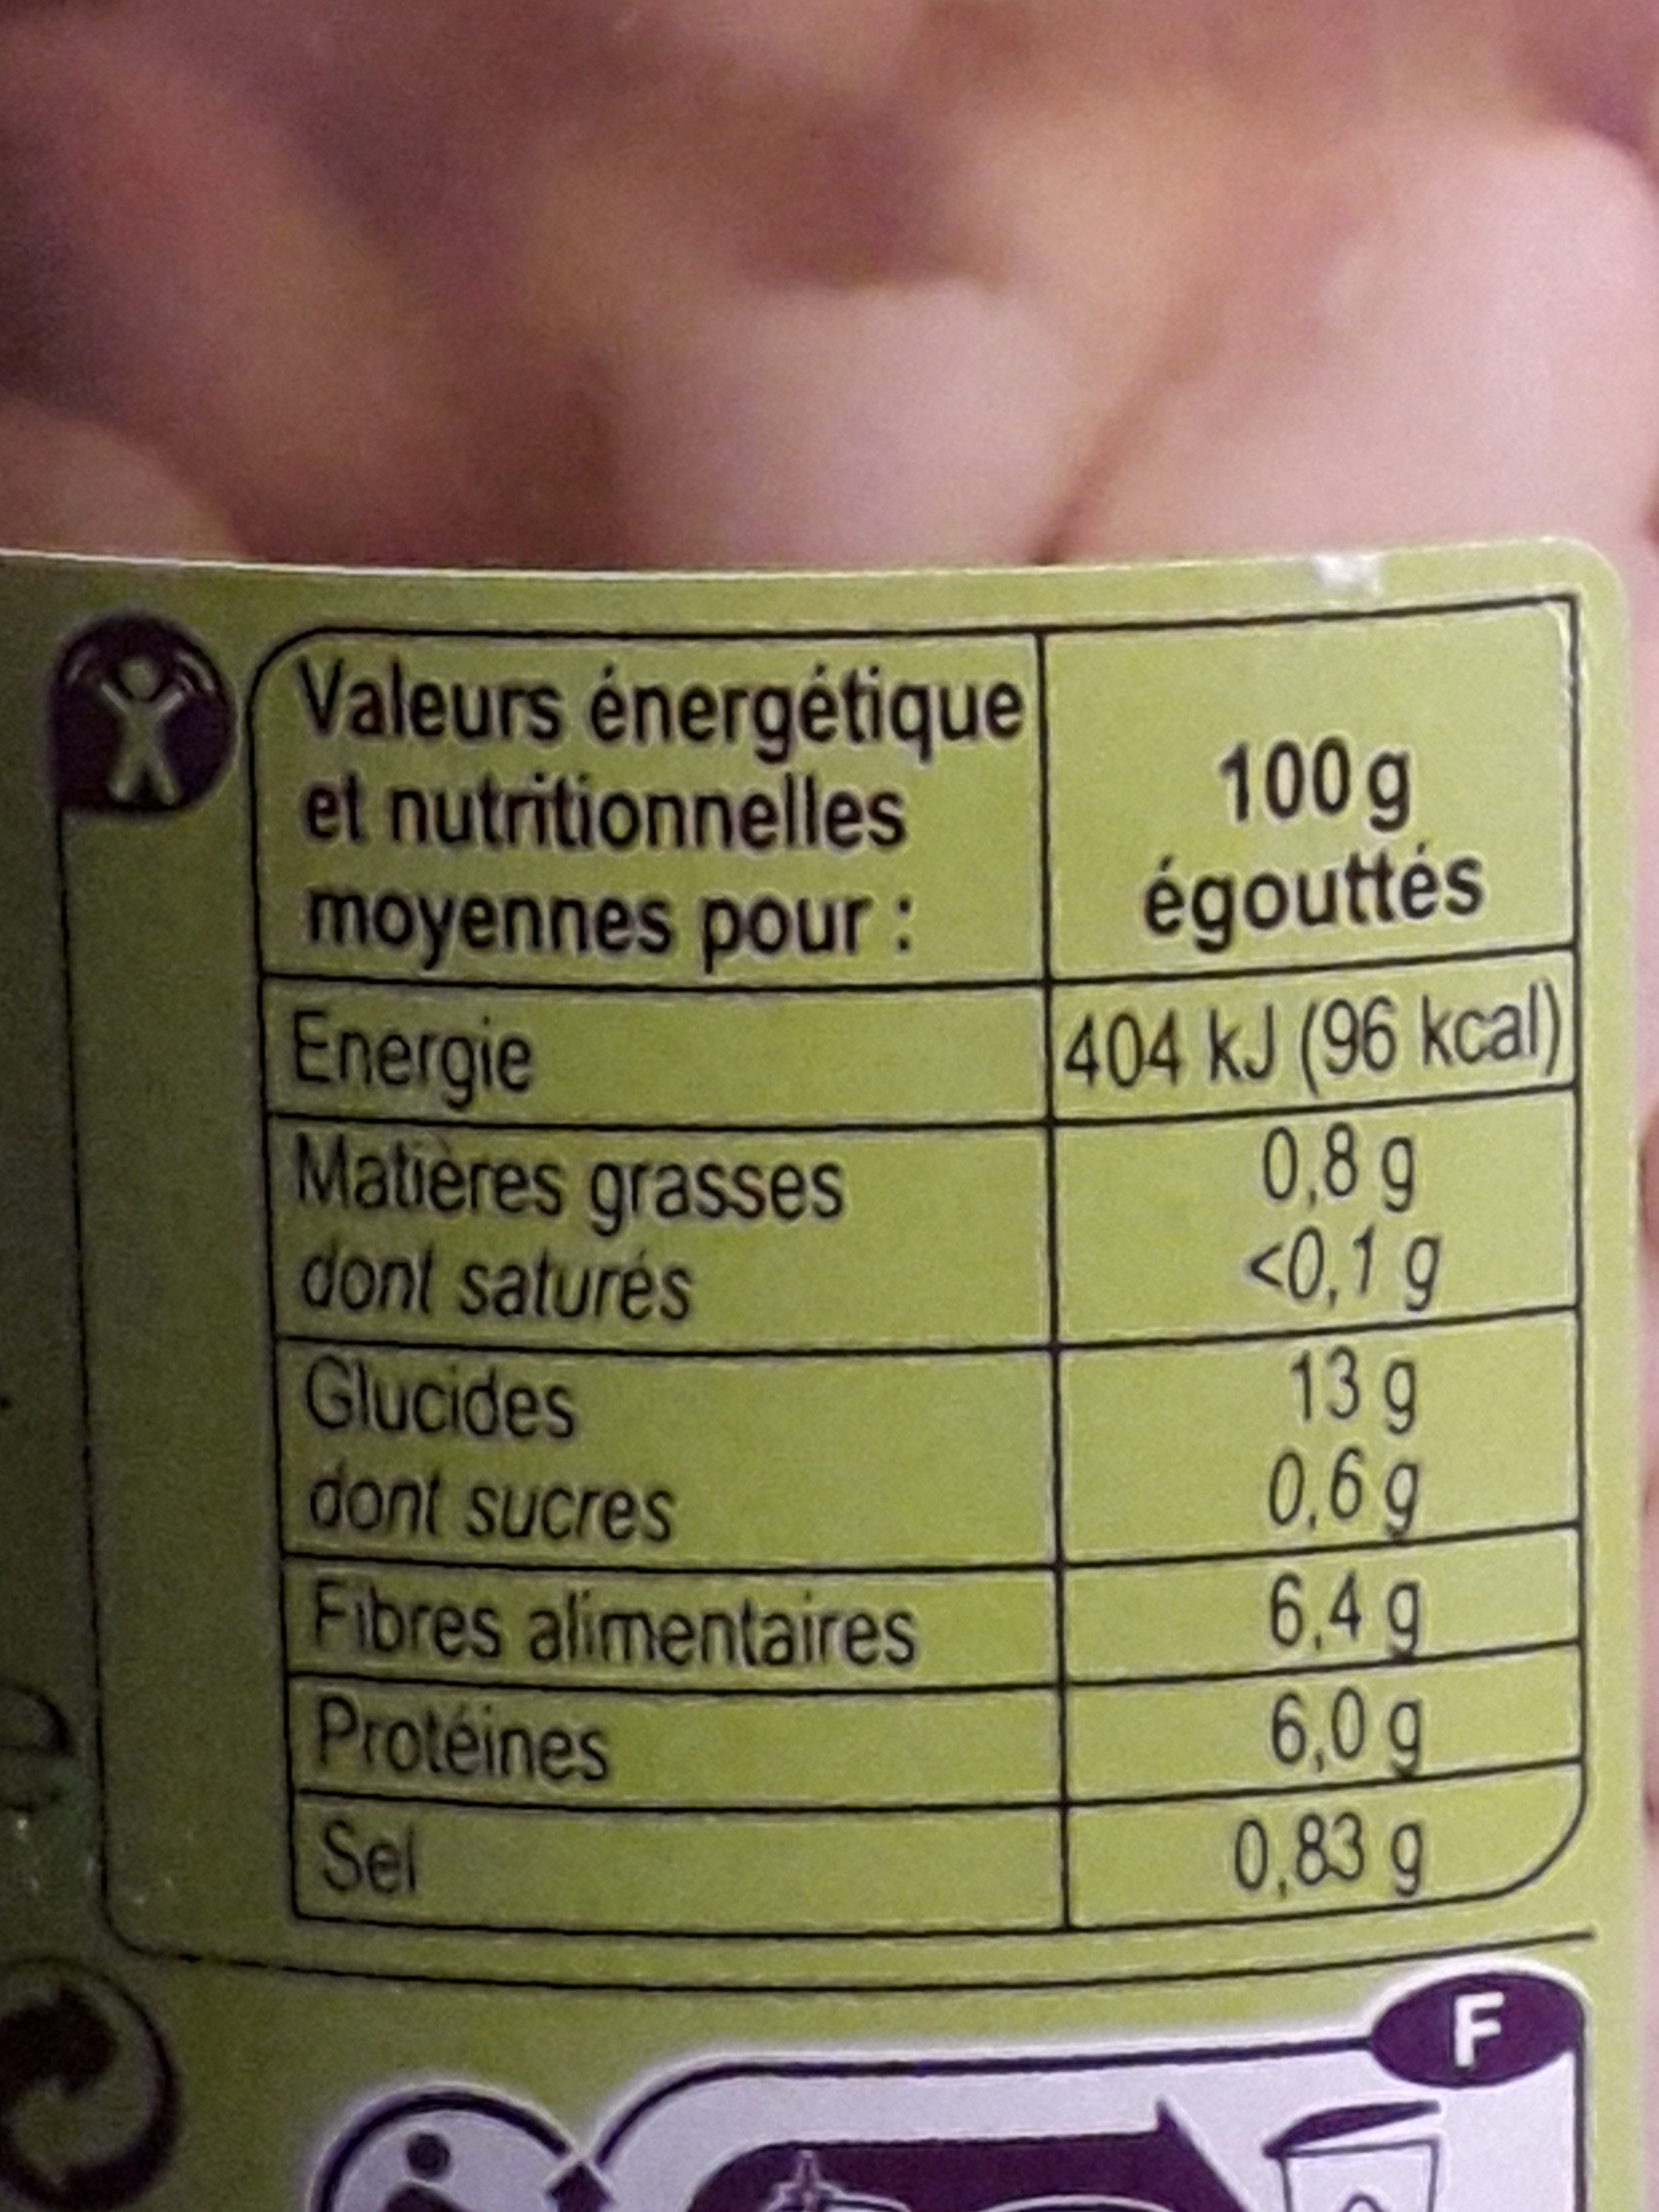 Valeurs énergétique
et nutritionnelles
moyennes pour :
100 g
égouttés
Energie 404 kJ (96 kcal)
Matières grasses 0,8 g
dont saturés <0,1 g
Glucides 13 g
dont sucres 0,6 g
Fibres alimentaires 6,4 g
Protéines 6,0 g
Sel 0,83 g
F